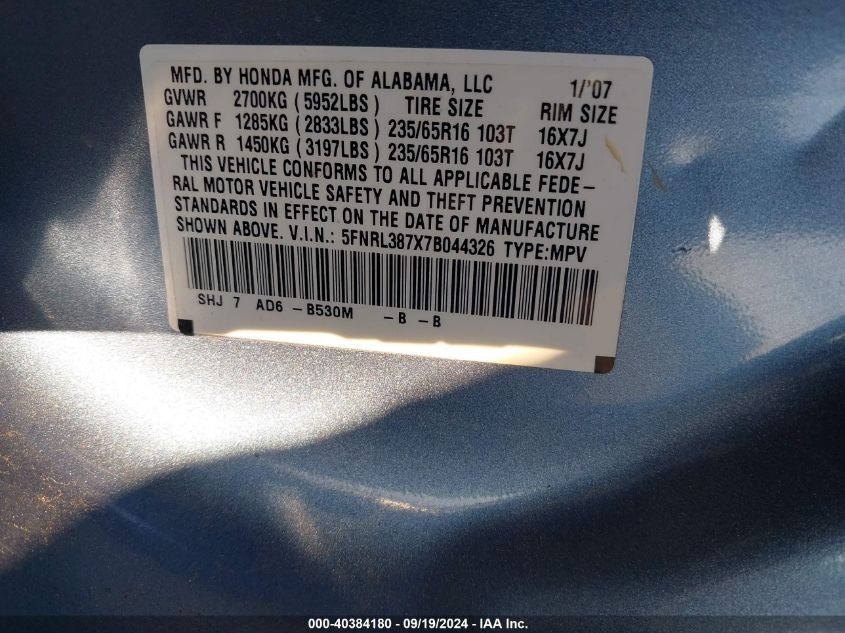 MFD. BY HONDA MFG. OF ALABAMA, LLC 1/'07
GVWR 2700KG ( 5952LBS ) TIRE SIZE RIM SIZE
GAWR F 1285KG ( 2833LBS ) 235/65R16 103T 16X7J
GAWR R 1450KG ( 3197LBS ) 235/65R16 103T 16X7J
THIS VEHICLE CONFORMS TO ALL APPLICABLE FEDE-
RAL MOTOR VEHICLE SAFETY AND THEFT PREVENTION
STANDARDS IN EFFECT ON THE DATE OF MANUFACTURE
SHOWN ABOVE. V.I.N.: 5FNRL387X7B044326 TYPE:MPV
SHJ 7 AD6 -B530M -B -B
000-40384180 - 09/19/2024 - IAA Inc.